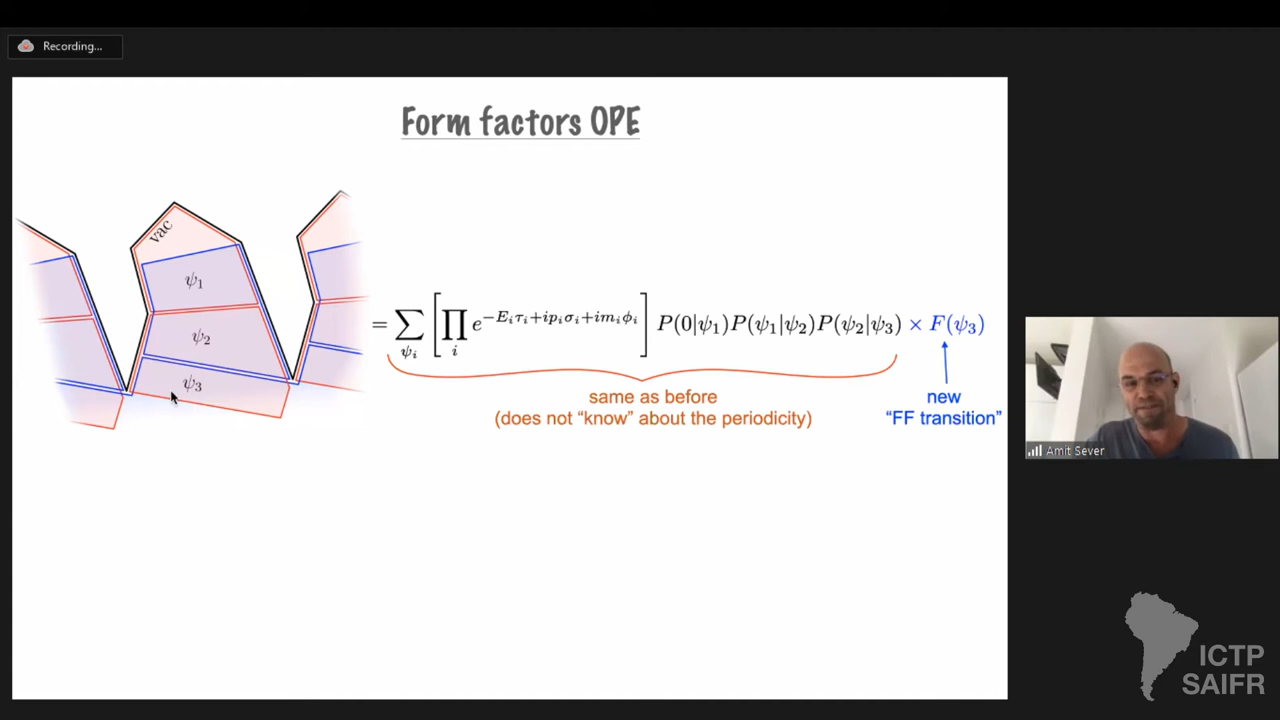 Recording...
Form factors OPE
vac
ψ₁
ψ₂
ψ₃
= ∑_{ψᵢ} [∏ᵢ e^{−Eᵢτᵢ+ipᵢσᵢ+imᵢϕᵢ}] P(0|ψ₁)P(ψ₁|ψ₂)P(ψ₂|ψ₃) × F(ψ₃)
same as before
(does not “know” about the periodicity)
new
“FF transition”
Amit Sever
ICTP
SAIFR